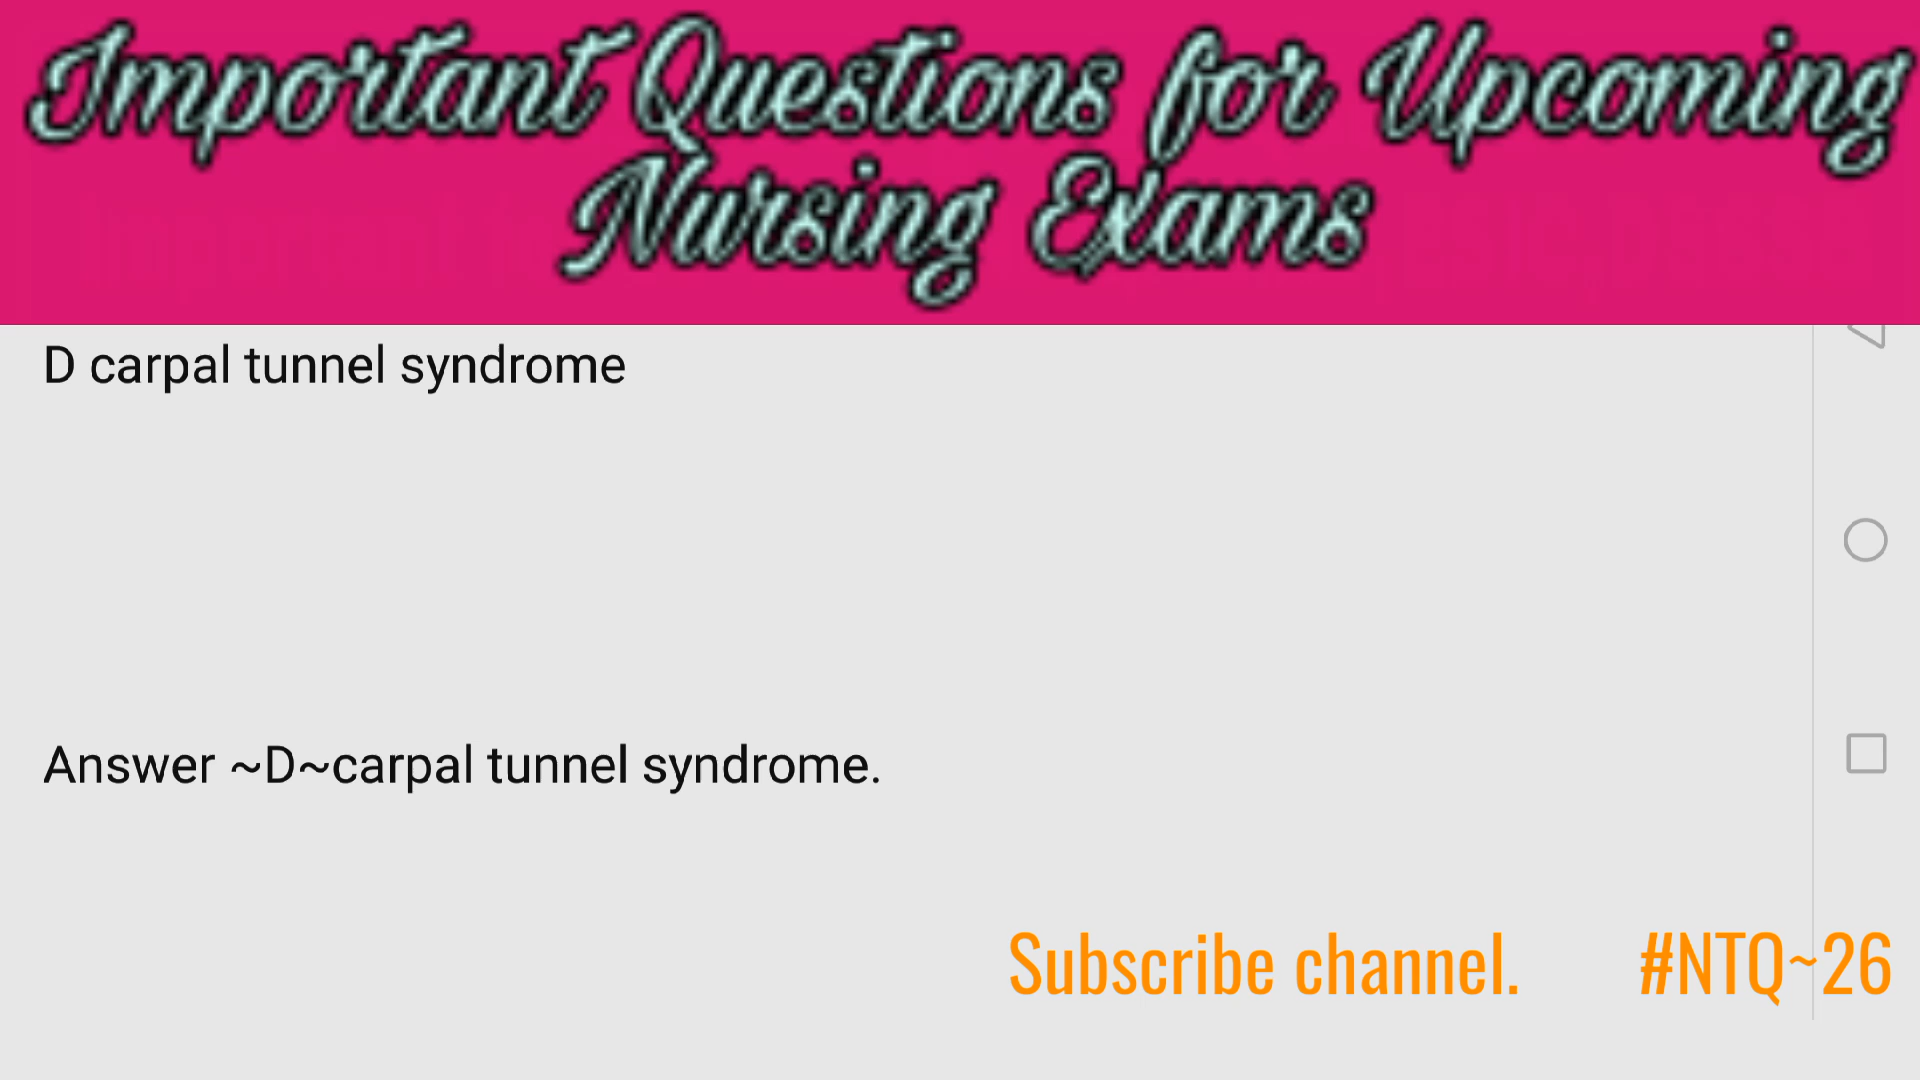 Important Questions for Upcoming
Nursing Exams
D carpal tunnel syndrome
Answer ~D~carpal tunnel syndrome.
Subscribe channel. #NTQ~26